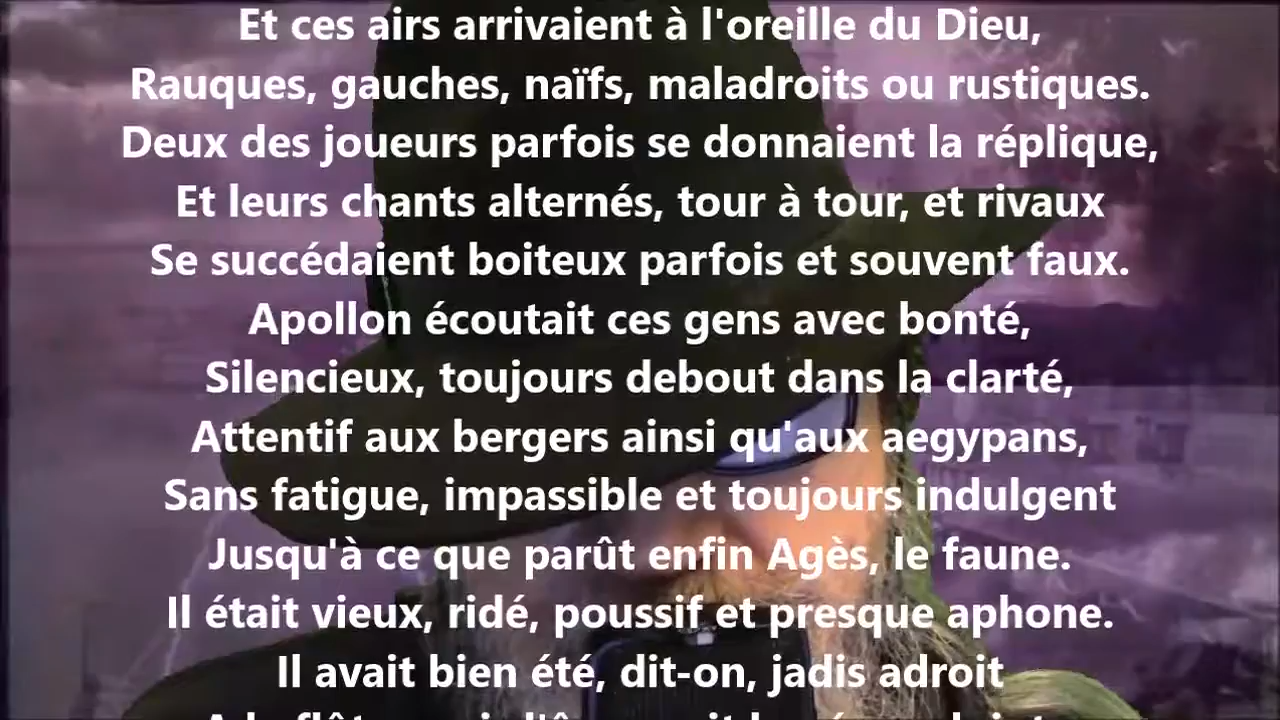 Et ces airs arrivaient à l'oreille du Dieu,
Rauques, gauches, naïfs, maladroits ou rustiques.
Deux des joueurs parfois se donnaient la réplique,
Et leurs chants alternés, tour à tour, et rivaux
Se succédaient boiteux parfois et souvent faux.
Apollon écoutait ces gens avec bonté,
Silencieux, toujours debout dans la clarté,
Attentif aux bergers ainsi qu'aux aegypans,
Sans fatigue, impassible et toujours indulgent
Jusqu'à ce que parût enfin Agès, le faune.
Il était vieux, ridé, poussif et presque aphone.
Il avait bien été, dit-on, jadis adroit